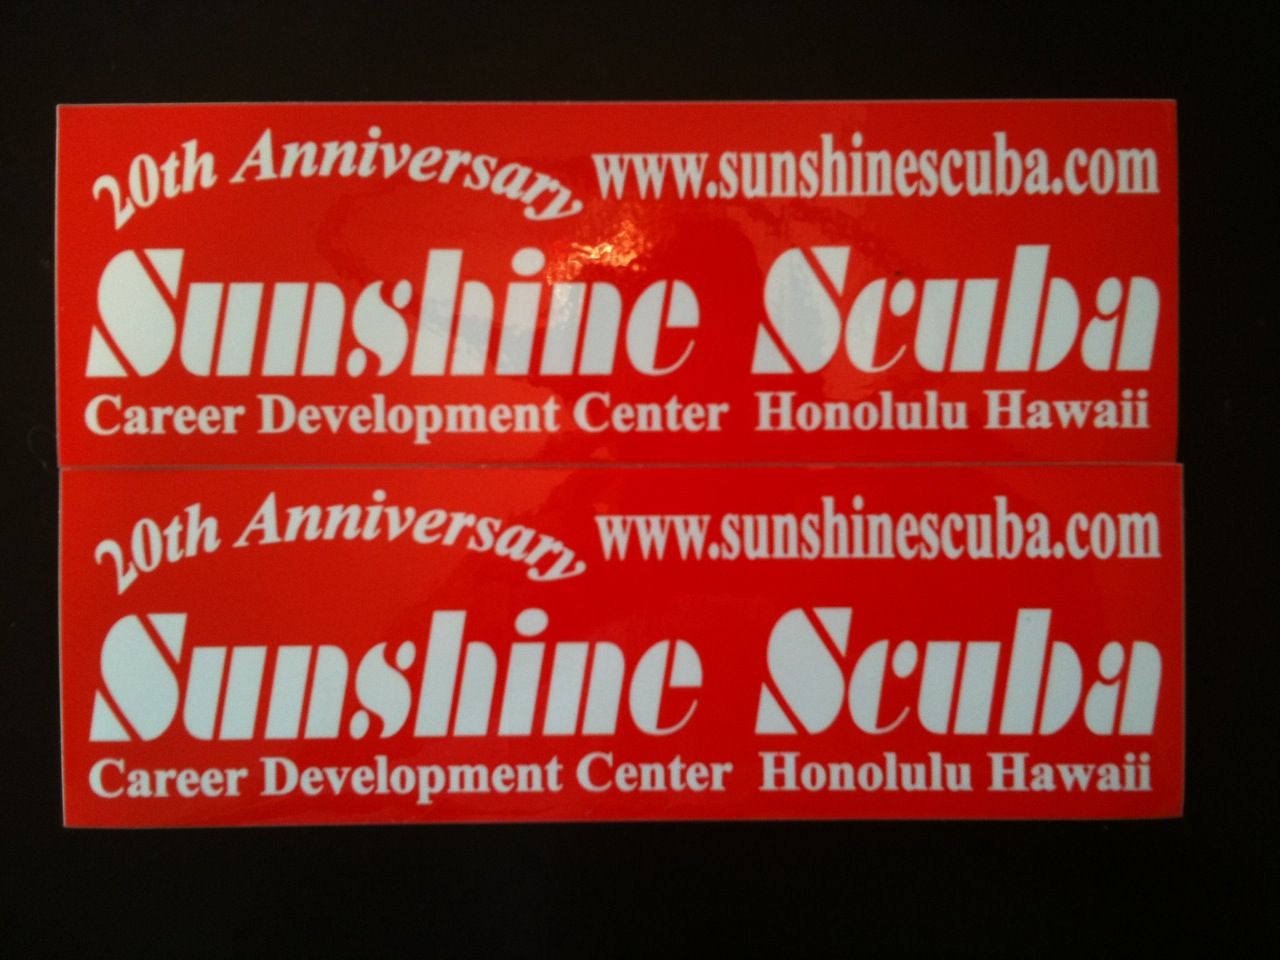 20th Anniversary www.sunshinescuba.com
Sunshine Scuba
Career Development Center Honolulu Hawaii
20th Anniversary www.sunshinescuba.com
Sunshine Scuba
Career Development Center Honolulu Hawaii